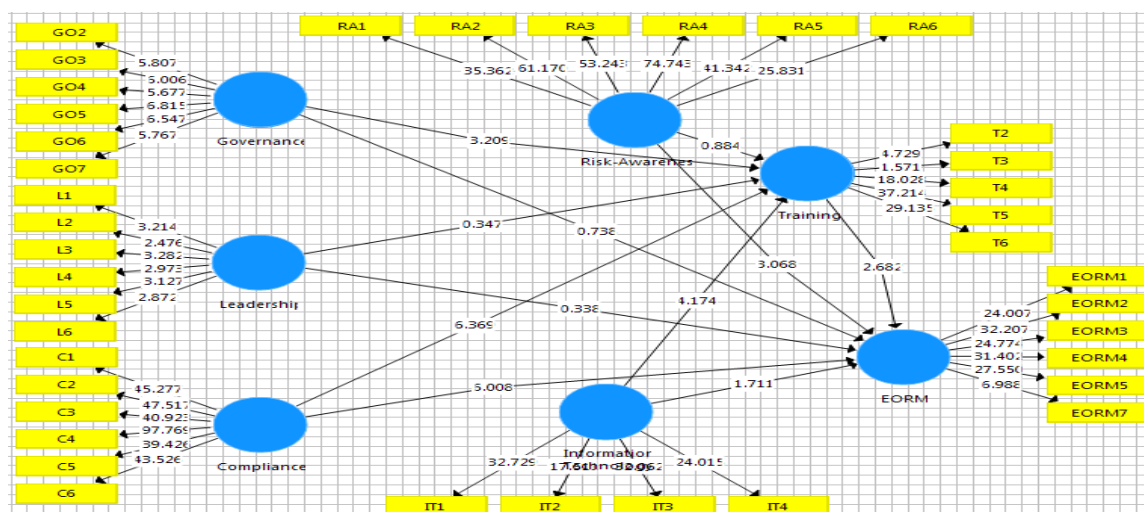 RA1 RA2 RA3 RA4 RA5 RA6
GO2
GO3
GO4
GO5
GO6
GO7
5.807
5.006
5.677
6.815
6.547
5.767
Governance
35.362 61.170 53.243 74.743 41.342 25.831
Risk-Awarenes
0.884
3.209
T2
T3
T4
T5
T6
4.729
1.571
18.028
37.214
29.135
Training
L1
L2
L3
L4
L5
L6
3.214
2.476
3.282
2.973
3.127
2.872
Leadership
0.347
0.738
3.068
2.682
4.174
0.338
6.369
5.008
1.711
EORM1
EORM2
EORM3
EORM4
EORM5
EORM7
24.007
32.207
24.774
31.402
27.550
6.988
EORM
C1
C2
C3
C4
C5
C6
45.277
47.517
40.923
97.769
39.426
43.526
Compliance
Information
Technology
32.729 24.015
IT1 IT2 IT3 IT4